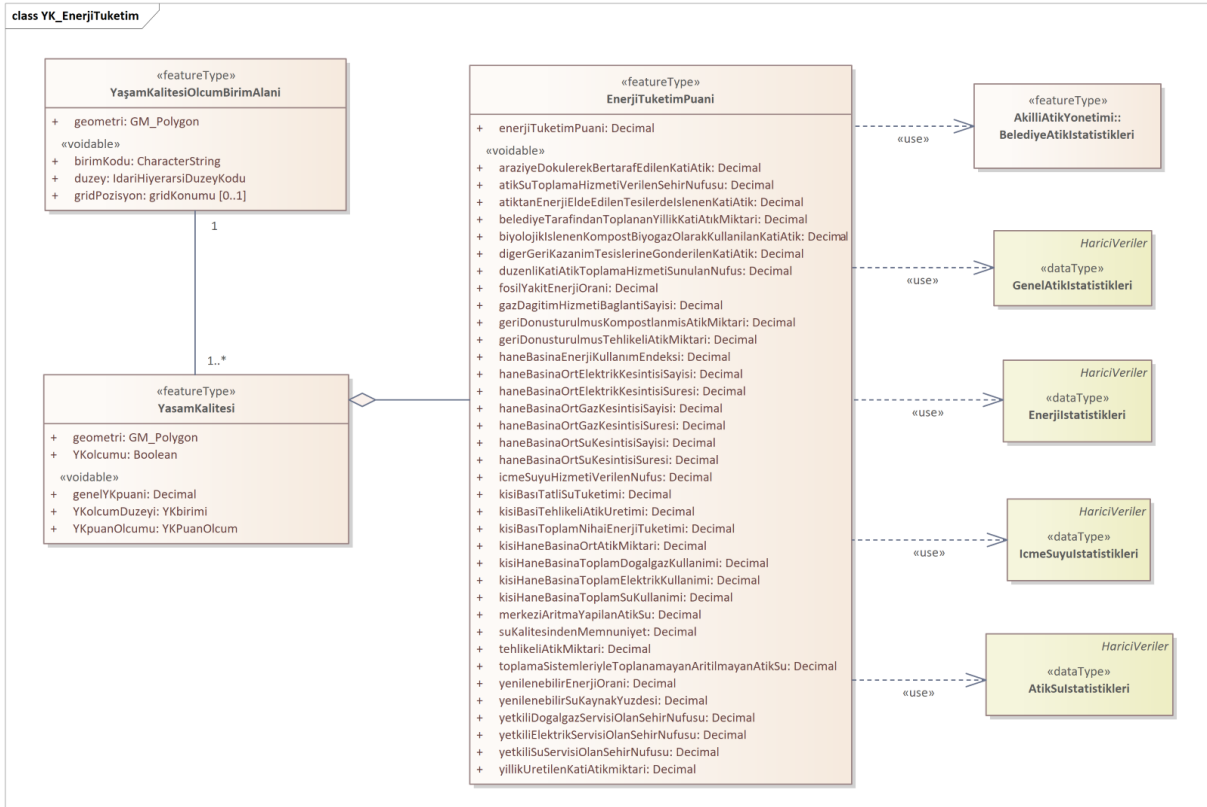 class YK_EnerjiTuketim
«featureType»
YaşamKalitesiOlcumBirimAlani
+ geometri: GM_Polygon
«voidable»
+ birimKodu: CharacterString
+ duzey: IdariHiyerarsiDuzeyKodu
+ gridPozisyon: gridKonumu [0..1]
1
1..*
«featureType»
YasamKalitesi
+ geometri: GM_Polygon
+ YKolcumu: Boolean
«voidable»
+ genelYKpuani: Decimal
+ YKolcumDuzeyi: YKbirimi
+ YKpuanOlcumu: YKPuanOlcum
«featureType»
EnerjiTuketimPuani
+ enerjiTuketimPuani: Decimal
«voidable»
+ araziyeDokulerekBertarafEdilenKatiAtik: Decimal
+ atikSuToplamaHizmetiVerilenSehirNufusu: Decimal
+ atiktanEnerjiEldeEdilenTesilerdeIslenenKatiAtik: Decimal
+ belediyeTarafindanToplananYillikKatiAtıkMiktari: Decimal
+ biyolojikIslenenKompostBiyogazOlarakKullanilanKatiAtik: Decimal
+ digerGeriKazanimTesislerineGonderilenKatiAtik: Decimal
+ duzenliKatiAtikToplamaHizmetiSunulanNufus: Decimal
+ fosilYakitEnerjiOrani: Decimal
+ gazDagitimHizmetiBaglantiSayisi: Decimal
+ geriDonusturulmusKompostlanmisAtikMiktari: Decimal
+ geriDonusturulmusTehlikeliAtikMiktari: Decimal
+ haneBasinaEnerjiKullanımEndeksi: Decimal
+ haneBasinaOrtElektrikKesintisiSayisi: Decimal
+ haneBasinaOrtElektrikKesintisiSuresi: Decimal
+ haneBasinaOrtGazKesintisiSayisi: Decimal
+ haneBasinaOrtGazKesintisiSuresi: Decimal
+ haneBasinaOrtSuKesintisiSayisi: Decimal
+ haneBasinaOrtSuKesintisiSuresi: Decimal
+ icmeSuyuHizmetiVerilenNufus: Decimal
+ kisiBasıTatliSuTuketimi: Decimal
+ kisiBasiTehlikeliAtikUretimi: Decimal
+ kisiBasıToplamNihaiEnerjiTuketimi: Decimal
+ kisiHaneBasinaOrtAtikMiktari: Decimal
+ kisiHaneBasinaToplamDogalgazKullanimi: Decimal
+ kisiHaneBasinaToplamElektrikKullanimi: Decimal
+ kisiHaneBasinaToplamSuKullanimi: Decimal
+ merkeziAritmaYapilanAtikSu: Decimal
+ suKalitesindenMemnuniyet: Decimal
+ tehlikeliAtikMiktari: Decimal
+ toplamaSistemleriyleToplanamayanAritilmayanAtikSu: Decimal
+ yenilenebilirEnerjiOrani: Decimal
+ yenilenebilirSuKaynakYuzdesi: Decimal
+ yetkiliDogalgazServisiOlanSehirNufusu: Decimal
+ yetkiliElektrikServisiOlanSehirNufusu: Decimal
+ yetkiliSuServisiOlanSehirNufusu: Decimal
+ yillikUretilenKatiAtikmiktari: Decimal
«use»
«featureType»
AkilliAtikYonetimi::
BelediyeAtikIstatistikleri
«use»
HariciVeriler
«dataType»
GenelAtikIstatistikleri
«use»
HariciVeriler
«dataType»
EnerjiIstatistikleri
«use»
HariciVeriler
«dataType»
IcmeSuyuIstatistikleri
«use»
HariciVeriler
«dataType»
AtikSuIstatistikleri